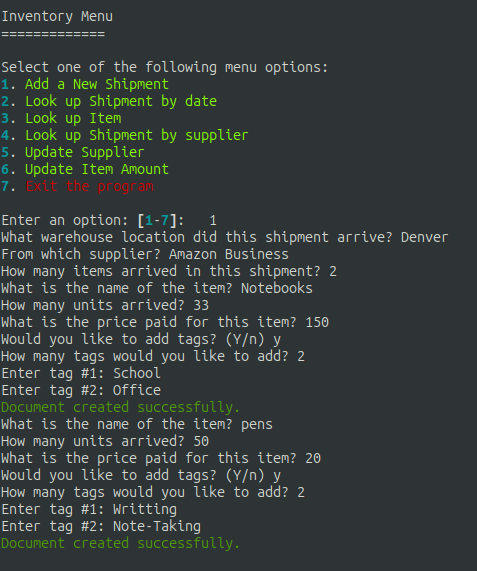 Inventory Menu
=============
Select one of the following menu options:
1. Add a New Shipment
2. Look up Shipment by date
3. Look up Item
4. Look up Shipment by supplier
5. Update Supplier
6. Update Item Amount
7. Exit the program
Enter an option: [1-7]:   1
What warehouse location did this shipment arrive? Denver
From which supplier? Amazon Business
How many items arrived in this shipment? 2
What is the name of the item? Notebooks
How many units arrived? 33
What is the price paid for this item? 150
Would you like to add tags? (Y/n) y
How many tags would you like to add? 2
Enter tag #1: School
Enter tag #2: Office
Document created successfully.
What is the name of the item? pens
How many units arrived? 50
What is the price paid for this item? 20
Would you like to add tags? (Y/n) y
How many tags would you like to add? 2
Enter tag #1: Writting
Enter tag #2: Note-Taking
Document created successfully.